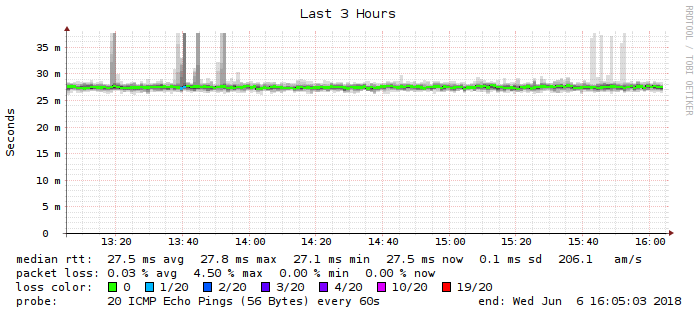 Last 3 Hours
RRDTOOL / TOBI OETIKER
Seconds
35 m
30 m
25 m
20 m
15 m
10 m
5 m
0
13:20 13:40 14:00 14:20 14:40 15:00 15:20 15:40 16:00
median rtt: 27.5 ms avg 27.8 ms max 27.1 ms min 27.5 ms now 0.1 ms sd 206.1 am/s
packet loss: 0.03 % avg 4.50 % max 0.00 % min 0.00 % now
loss color: 0 1/20 2/20 3/20 4/20 10/20 19/20
probe: 20 ICMP Echo Pings (56 Bytes) every 60s end: Wed Jun 6 16:05:03 2018